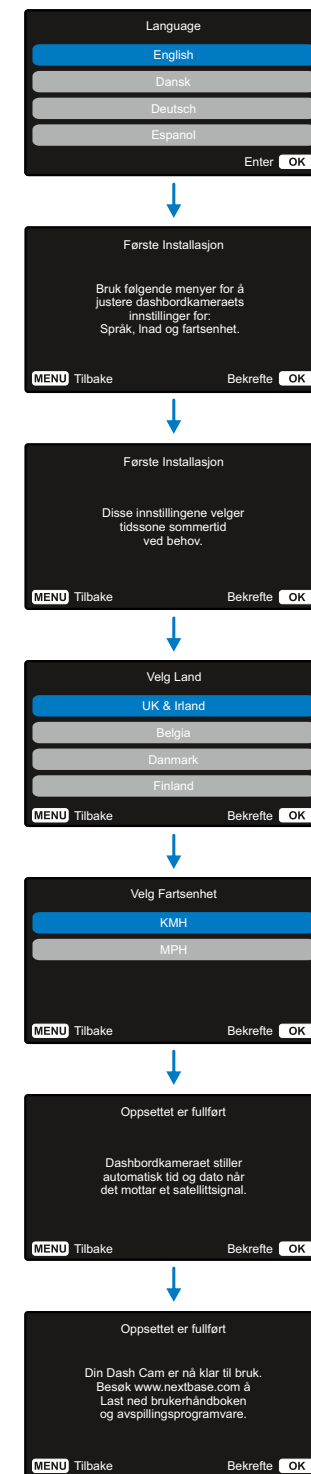 Language
English
Dansk
Deutsch
Espanol
Enter OK
Første Installasjon
Bruk følgende menyer for å
justere dashbordkameraets
innstillinger for:
Språk, lnad og fartsenhet.
MENU Tilbake Bekrefte OK
Første Installasjon
Disse innstillingene velger
tidssone sommertid
ved behov.
MENU Tilbake Bekrefte OK
Velg Land
UK & Irland
Belgia
Danmark
Finland
MENU Tilbake Bekrefte OK
Velg Fartsenhet
KMH
MPH
MENU Tilbake Bekrefte OK
Oppsettet er fullført
Dashbordkameraet stiller
automatisk tid og dato når
det mottar et satellittsignal.
MENU Tilbake Bekrefte OK
Oppsettet er fullført
Din Dash Cam er nå klar til bruk.
Besøk www.nextbase.com å
Last ned brukerhåndboken
og avspillingsprogramvare.
MENU Tilbake Bekrefte OK